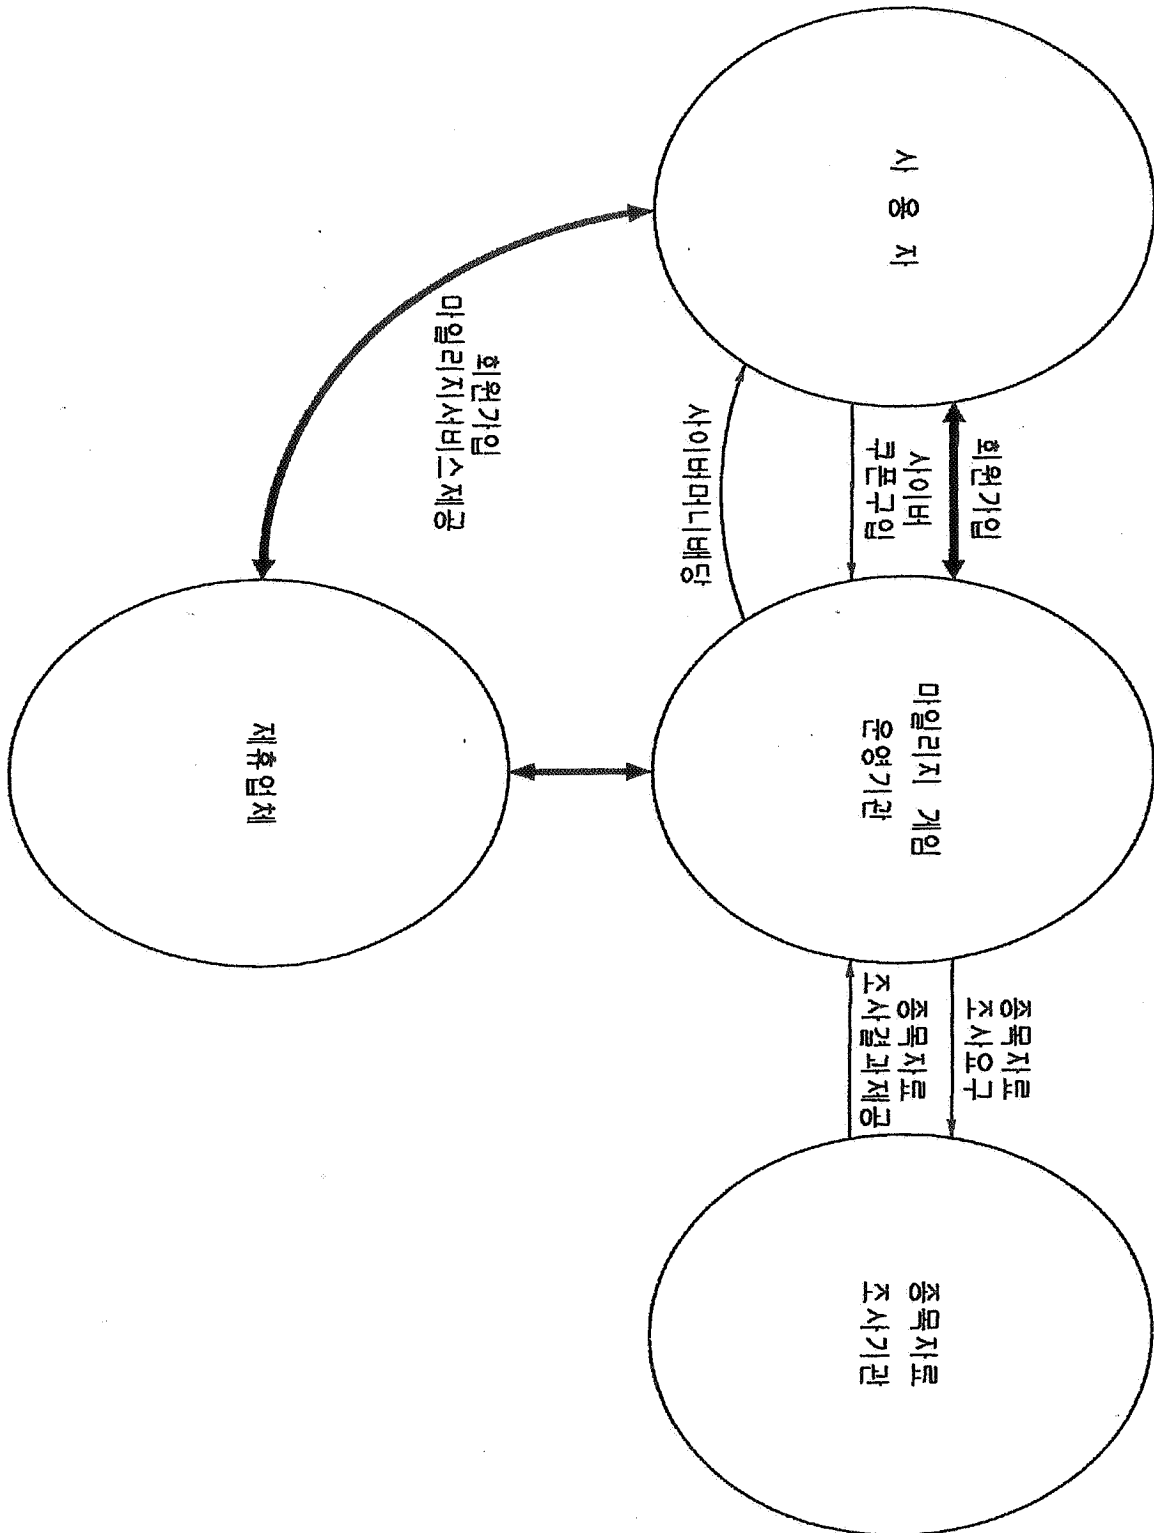 사 용 자
회원가입
사이버
쿠폰구입
사이버머니배당
마일리지 게임
운영기관
종목자료
조사요구
종목자료
조사결과제공
종목자료
조사기관
회원가입
마일리지서비스제공
제휴업체